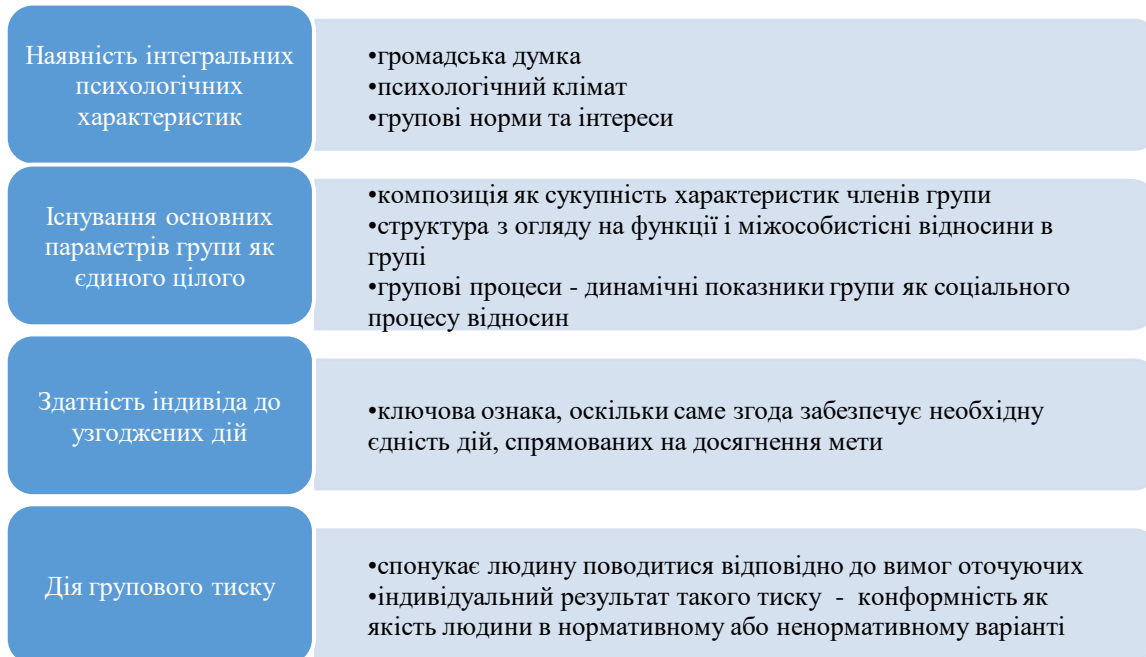 Наявність інтегральних
психологічних
характеристик
•громадська думка
•психологічний клімат
•групові норми та інтереси
Існування основних
параметрів групи як
єдиного цілого
•композиція як сукупність характеристик членів групи
•структура з огляду на функції і міжособистісні відносини в
групі
•групові процеси - динамічні показники групи як соціального
процесу відносин
Здатність індивіда до
узгоджених дій
•ключова ознака, оскільки саме згода забезпечує необхідну
єдність дій, спрямованих на досягнення мети
Дія групового тиску
•спонукає людину поводитися відповідно до вимог оточуючих
•індивідуальний результат такого тиску - конформність як
якість людини в нормативному або ненормативному варіанті